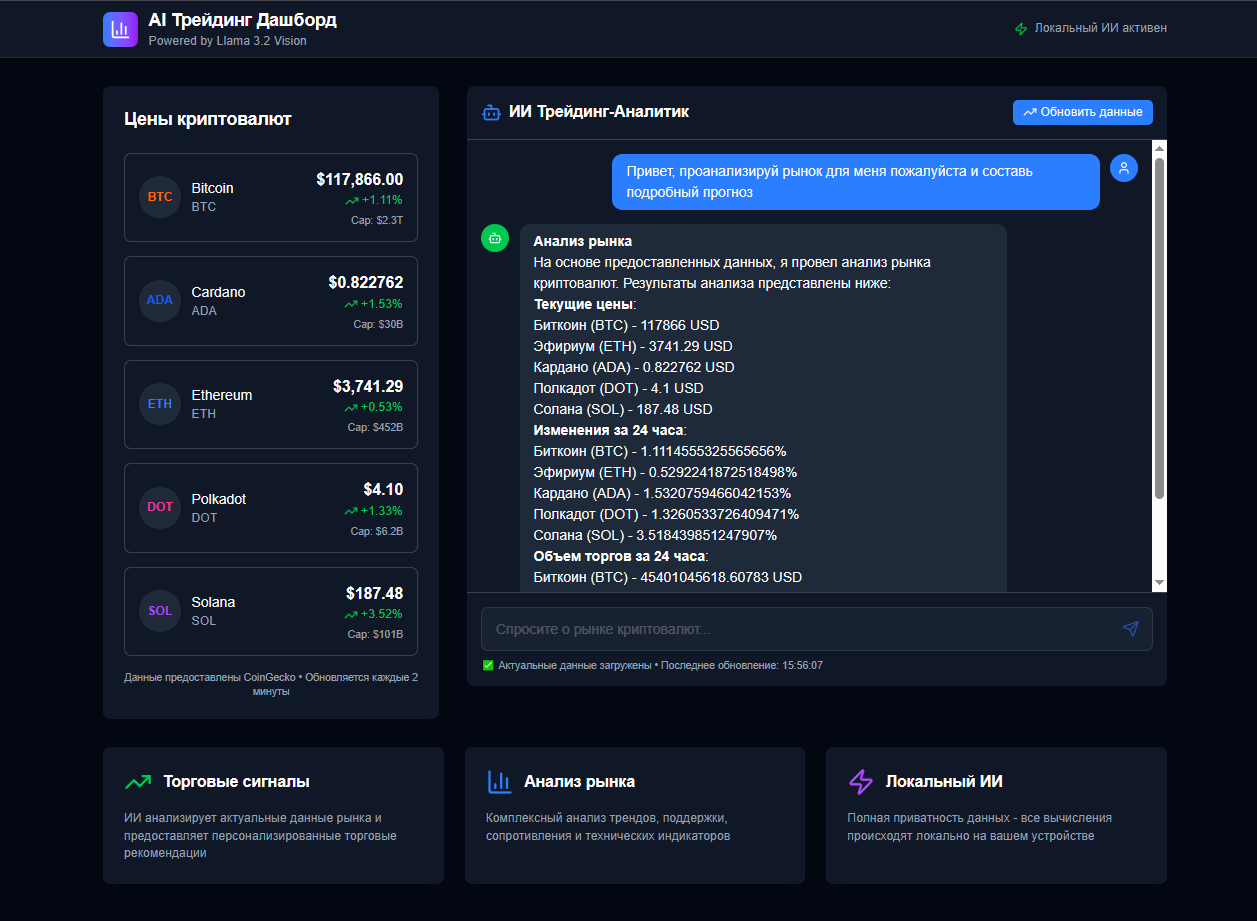 AI Трейдинг Дашборд
Powered by Llama 3.2 Vision
Локальный ИИ активен
Цены криптовалют
BTC
Bitcoin
BTC
$117,866.00
+1.11%
Cap: $2.3T
ADA
Cardano
ADA
$0.822762
+1.53%
Cap: $30B
ETH
Ethereum
ETH
$3,741.29
+0.53%
Cap: $452B
DOT
Polkadot
DOT
$4.10
+1.33%
Cap: $6.2B
SOL
Solana
SOL
$187.48
+3.52%
Cap: $101B
Данные предоставлены CoinGecko • Обновляется каждые 2
минуты
ИИ Трейдинг-Аналитик
Обновить данные
Привет, проанализируй рынок для меня пожалуйста и составь
подробный прогноз
Анализ рынка
На основе предоставленных данных, я провел анализ рынка
криптовалют. Результаты анализа представлены ниже:
Текущие цены:
Биткоин (BTC) - 117866 USD
Эфириум (ETH) - 3741.29 USD
Кардано (ADA) - 0.822762 USD
Полкадот (DOT) - 4.1 USD
Солана (SOL) - 187.48 USD
Изменения за 24 часа:
Биткоин (BTC) - 1.1114555325565656%
Эфириум (ETH) - 0.5292241872518498%
Кардано (ADA) - 1.5320759466042153%
Полкадот (DOT) - 1.3260533726409471%
Солана (SOL) - 3.518439851247907%
Объем торгов за 24 часа:
Биткоин (BTC) - 45401045618.60783 USD
Спросите о рынке криптовалют...
✅ Актуальные данные загружены • Последнее обновление: 15:56:07
Торговые сигналы
ИИ анализирует актуальные данные рынка и
предоставляет персонализированные торговые
рекомендации
Анализ рынка
Комплексный анализ трендов, поддержки,
сопротивления и технических индикаторов
Локальный ИИ
Полная приватность данных - все вычисления
происходят локально на вашем устройстве